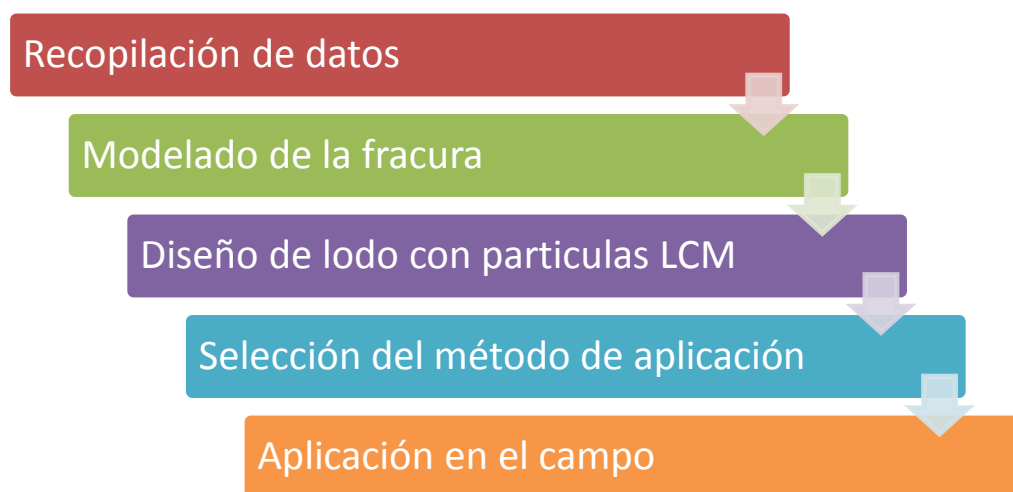 Recopilación de datos
Modelado de la fracura
Diseño de lodo con particulas LCM
Selección del método de aplicación
Aplicación en el campo